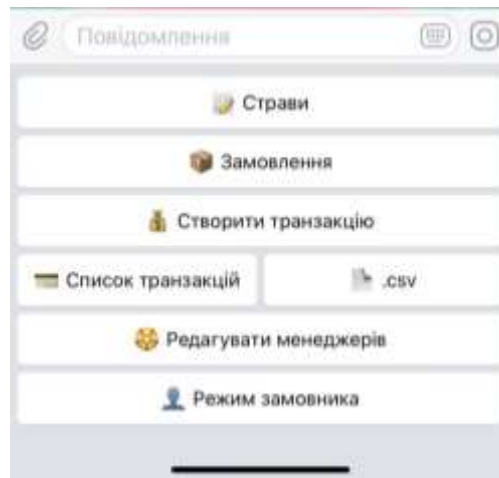 Повідомлення
Страви
Замовлення
Створити транзакцію
Список транзакцій
.csv
Редагувати менеджерів
Режим замовника